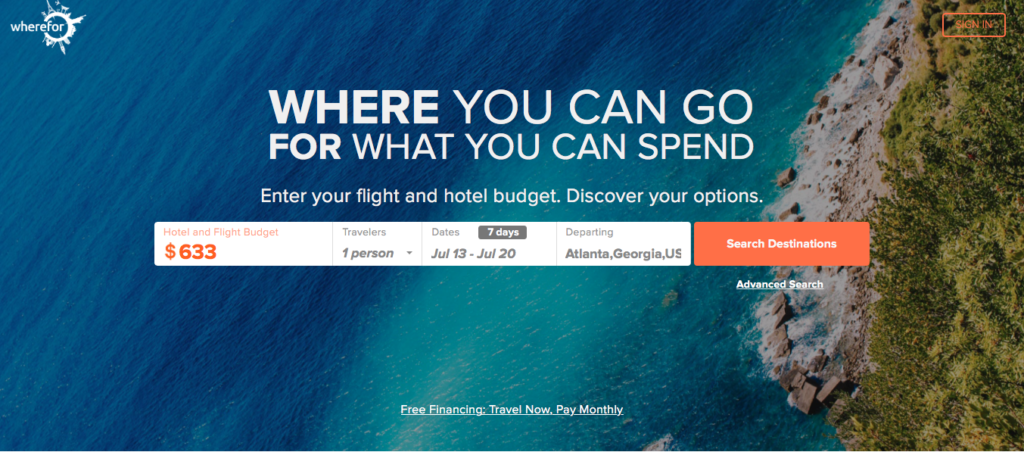 wherefor
SIGN IN
WHERE YOU CAN GO
FOR WHAT YOU CAN SPEND
Enter your flight and hotel budget. Discover your options.
Hotel and Flight Budget
$ 633
Travelers
1 person
Dates 7 days
Jul 13 - Jul 20
Departing
Atlanta,Georgia,US
Search Destinations
Advanced Search
Free Financing: Travel Now, Pay Monthly